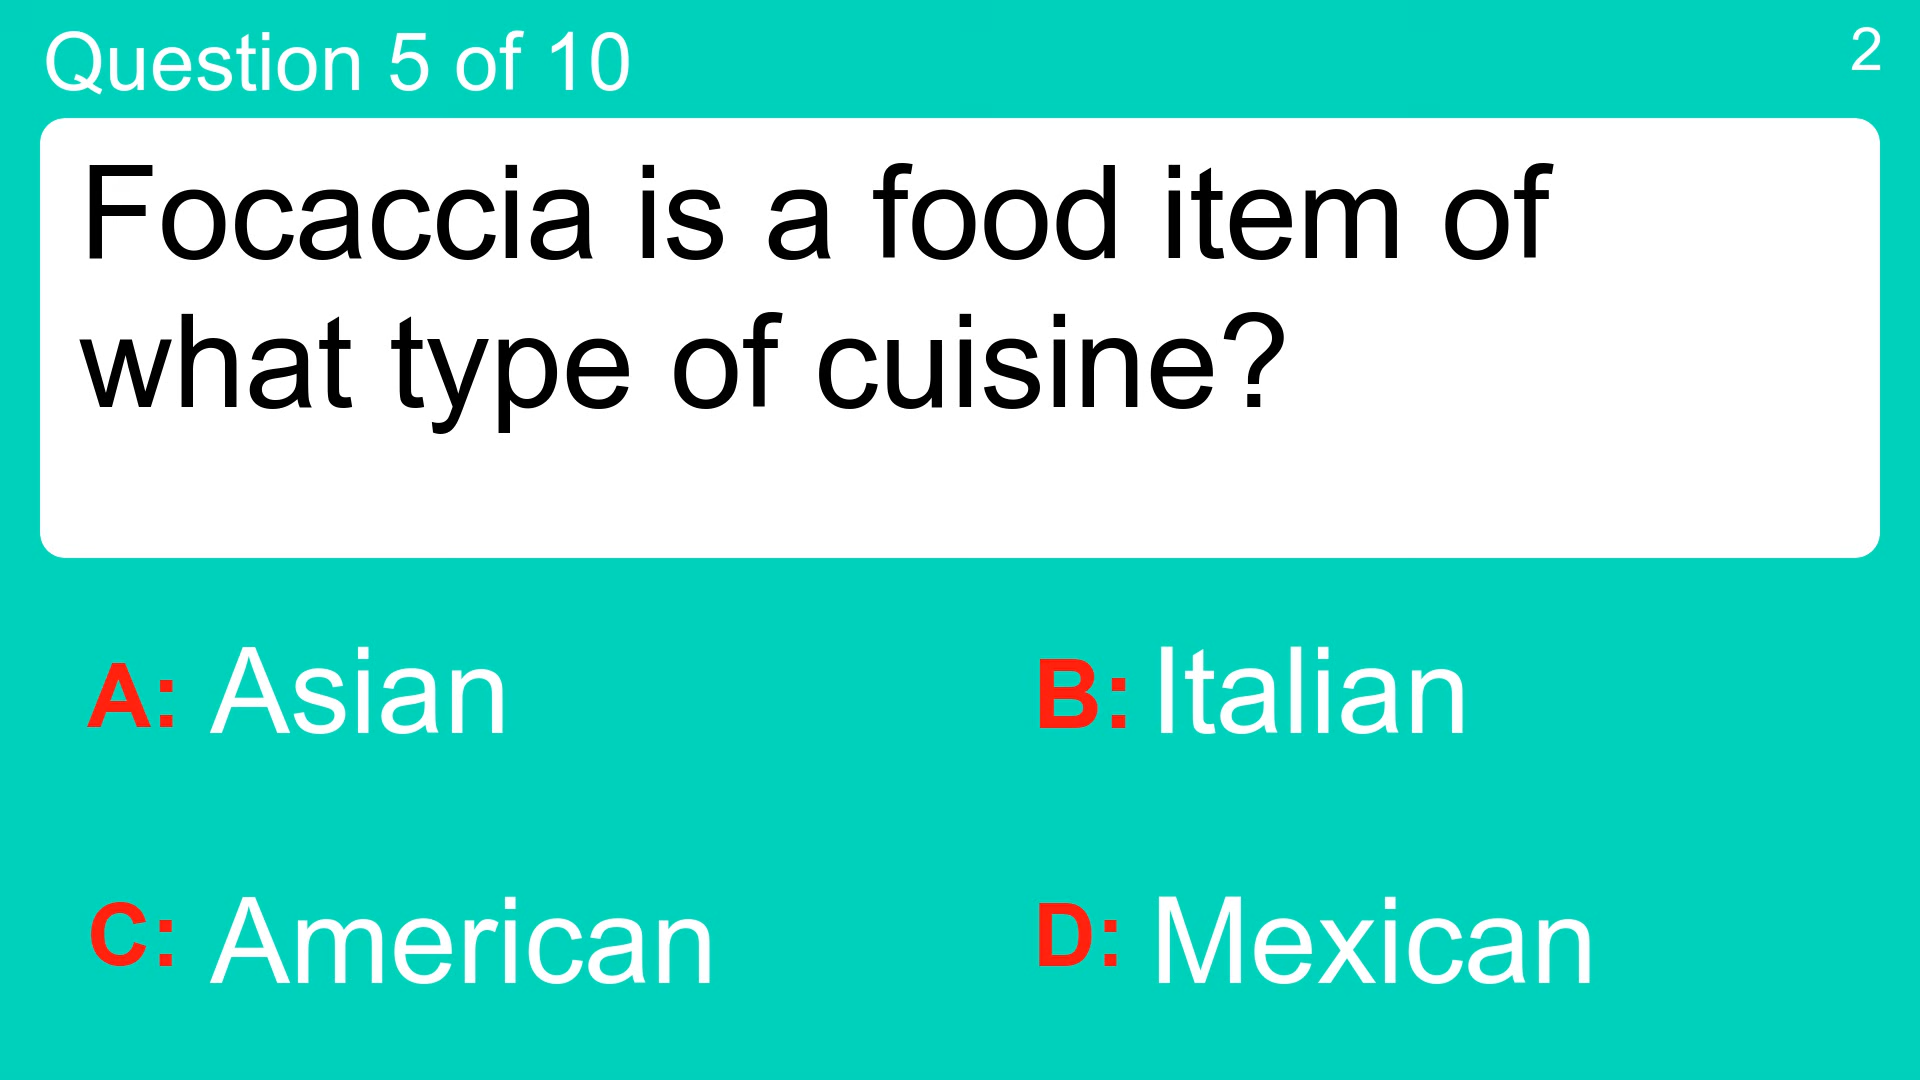 Question 5 of 10
2
Focaccia is a food item of
what type of cuisine?
A: Asian
B: Italian
C: American
D: Mexican